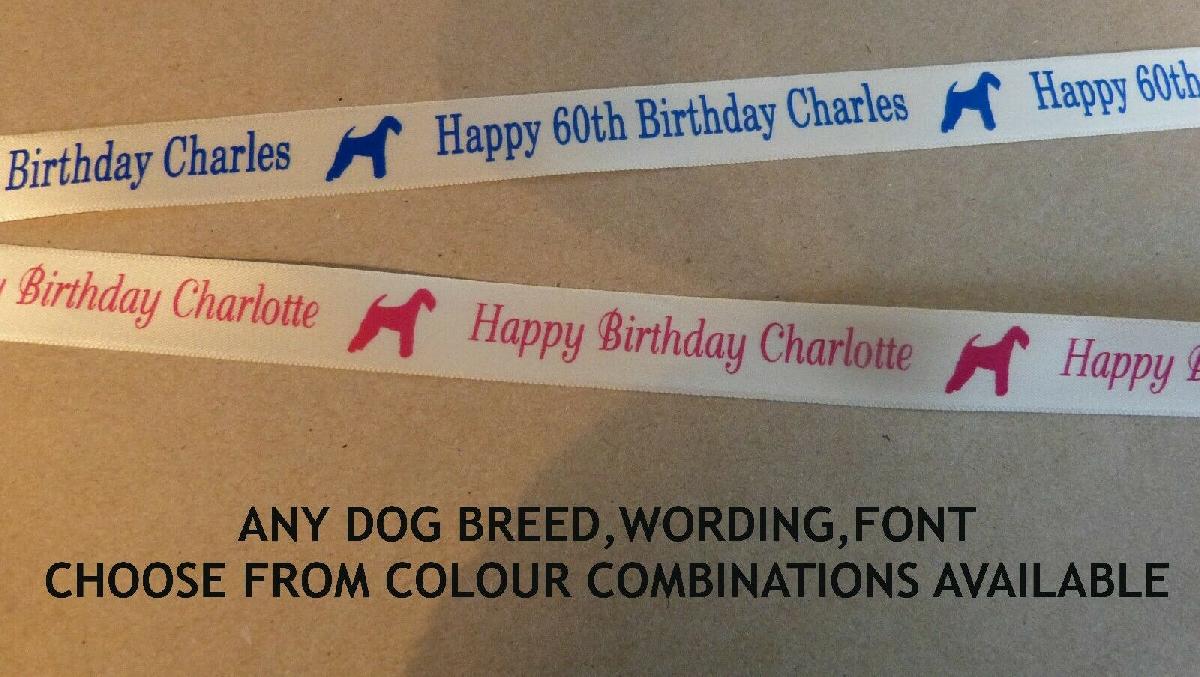 Birthday Charles Happy 60th Birthday Charles Happy 60th
Birthday Charlotte Happy Birthday Charlotte Happy
ANY DOG BREED,WORDING,FONT
CHOOSE FROM COLOUR COMBINATIONS AVAILABLE